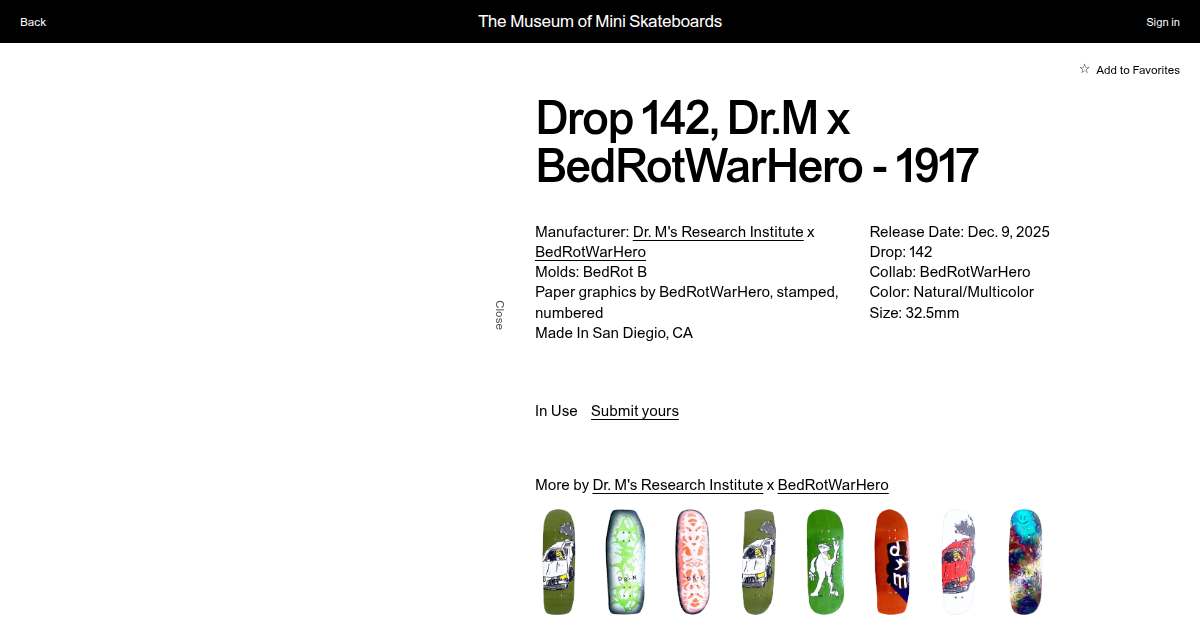 Back
The Museum of Mini Skateboards
Sign in
☆ Add to Favorites
Drop 142, Dr.M x
BedRotWarHero - 1917
Manufacturer: Dr. M's Research Institute x
BedRotWarHero
Molds: BedRot B
Paper graphics by BedRotWarHero, stamped,
numbered
Made In San Diegio, CA
Release Date: Dec. 9, 2025
Drop: 142
Collab: BedRotWarHero
Color: Natural/Multicolor
Size: 32.5mm
Close
In Use Submit yours
More by Dr. M's Research Institute x BedRotWarHero
DR.M
DR.M
d
y
m